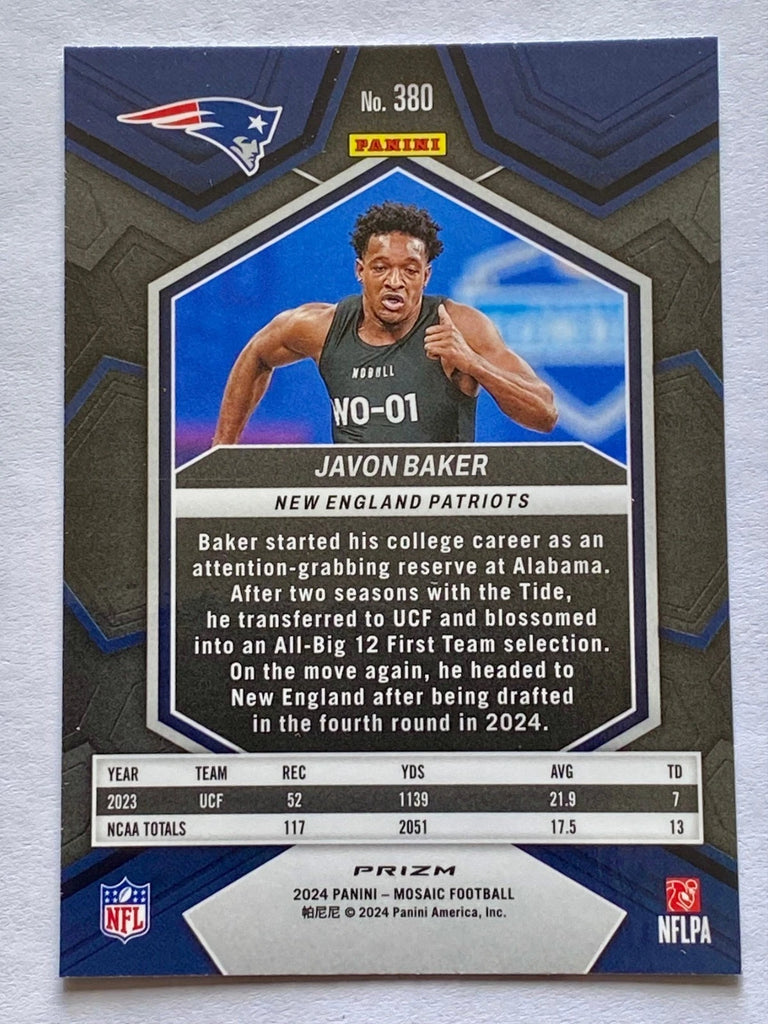 No. 380
PANINI
NOBULL
WO-01
JAVON BAKER
NEW ENGLAND PATRIOTS
Baker started his college career as an
attention-grabbing reserve at Alabama.
After two seasons with the Tide,
he transferred to UCF and blossomed
into an All-Big 12 First Team selection.
On the move again, he headed to
New England after being drafted
in the fourth round in 2024.
YEAR TEAM REC YDS AVG TD
2023 UCF 52 1139 21.9 7
NCAA TOTALS 117 2051 17.5 13
PRIZM
2024 PANINI – MOSAIC FOOTBALL
帕尼尼 © 2024 Panini America, Inc.
NFL
NFLPA